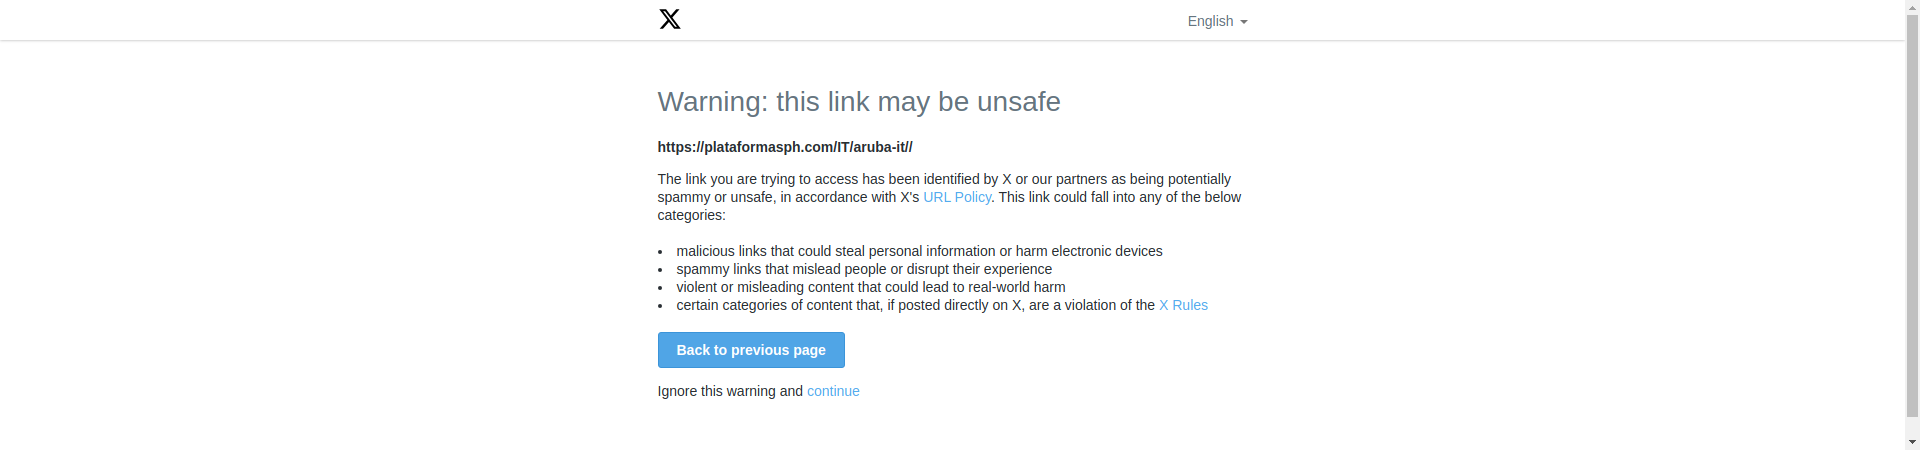 English
Warning: this link may be unsafe
https://plataformasph.com/IT/aruba-it//
The link you are trying to access has been identified by X or our partners as being potentially
spammy or unsafe, in accordance with X's URL Policy. This link could fall into any of the below
categories:
• malicious links that could steal personal information or harm electronic devices
• spammy links that mislead people or disrupt their experience
• violent or misleading content that could lead to real-world harm
• certain categories of content that, if posted directly on X, are a violation of the X Rules
Back to previous page
Ignore this warning and continue